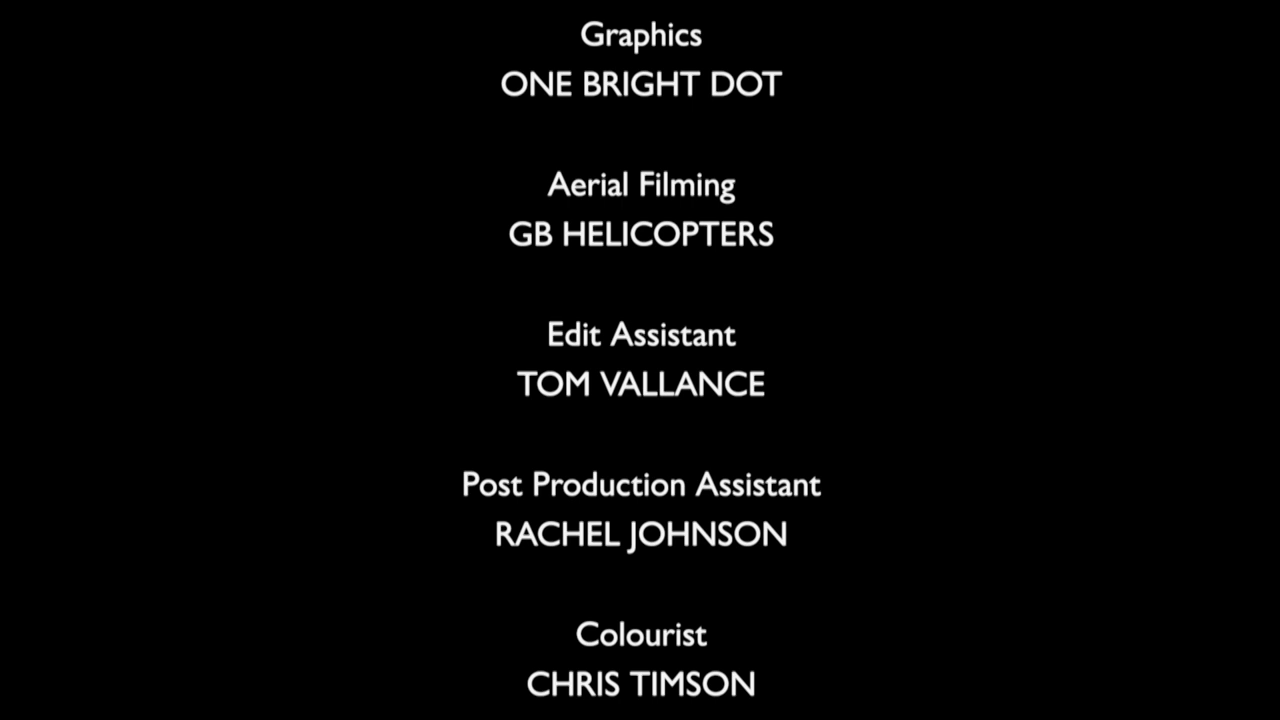 Graphics
ONE BRIGHT DOT
Aerial Filming
GB HELICOPTERS
Edit Assistant
TOM VALLANCE
Post Production Assistant
RACHEL JOHNSON
Colourist
CHRIS TIMSON